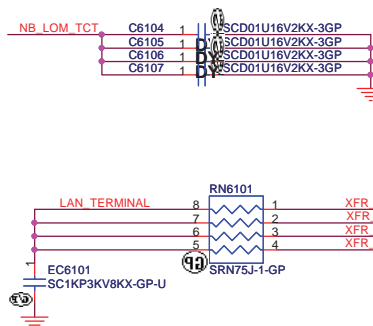 NB_LOM_TCT
C6104 1 SCD01U16V2KX-3GP
C6105 1 SCD01U16V2KX-3GP
C6106 1 SCD01U16V2KX-3GP
C6107 1 SCD01U16V2KX-3GP
RN6101
LAN_TERMINAL 8 1 XFR_
7 2 XFR_
6 3 XFR_
5 4 XFR_
SRN75J-1-GP
1
EC6101
SC1KP3KV8KX-GP-U